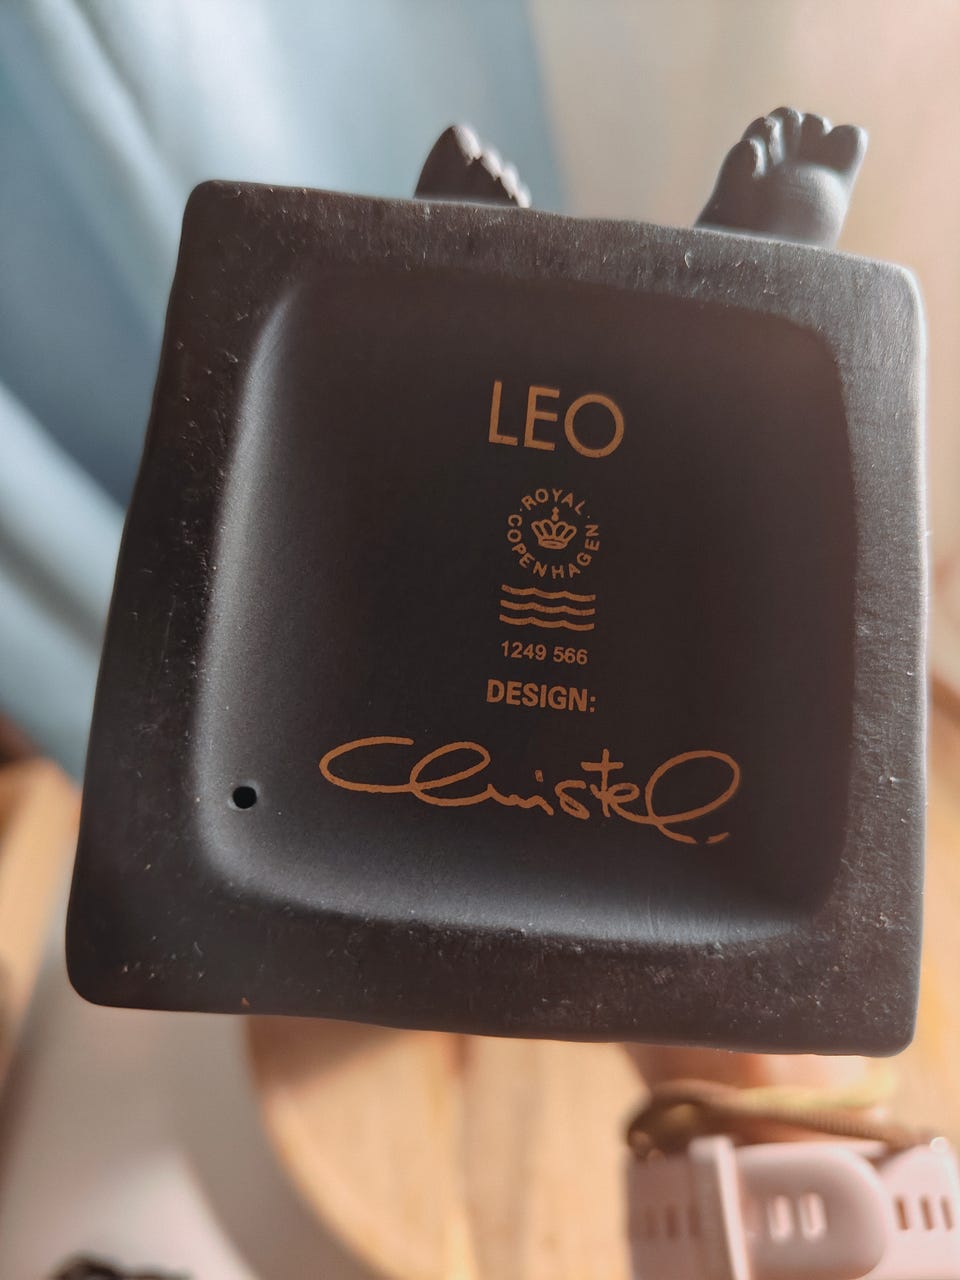 LEO
ROYAL COPENHAGEN
1249 566
DESIGN:
Christel